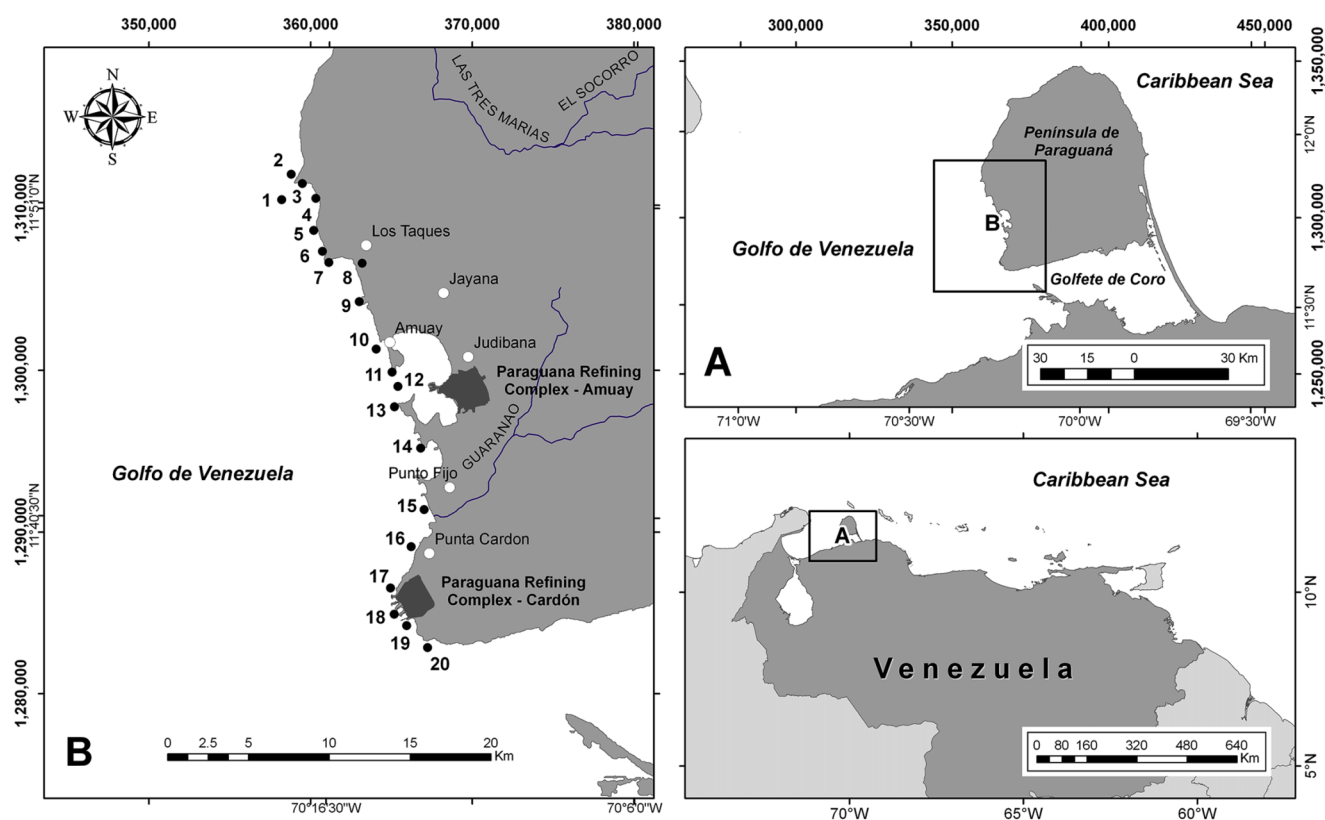 350,000
360,000
370,000
380,000
N
W
E
S
LAS TRES MARIAS
EL SOCORRO
2
1
3
4
5
6
7
8
9
10
11
12
13
14
15
16
17
18
19
20
Los Taques
Jayana
Amuay
Judibana
Paraguana Refining
Complex - Amuay
GUARANAO
Golfo de Venezuela
Punto Fijo
Punta Cardon
Paraguana Refining
Complex - Cardón
1,310,000
11°51'0"N
1,300,000
1,290,000
11°40'30"N
1,280,000
B
0 2.5 5 10 15 20
Km
70°16'30"W
70°6'0"W
300,000
350,000
400,000
450,000
Caribbean Sea
Península de
Paraguaná
B
Golfo de Venezuela
Golfete de Coro
A
30 15 0 30 Km
1,350,000
12°0'N
1,300,000
11°30'N
1,250,000
71°0'W
70°30'W
70°0'W
69°30'W
Caribbean Sea
A
Venezuela
0 80 160 320 480 640
Km
10°N
5°N
70°W
65°W
60°W